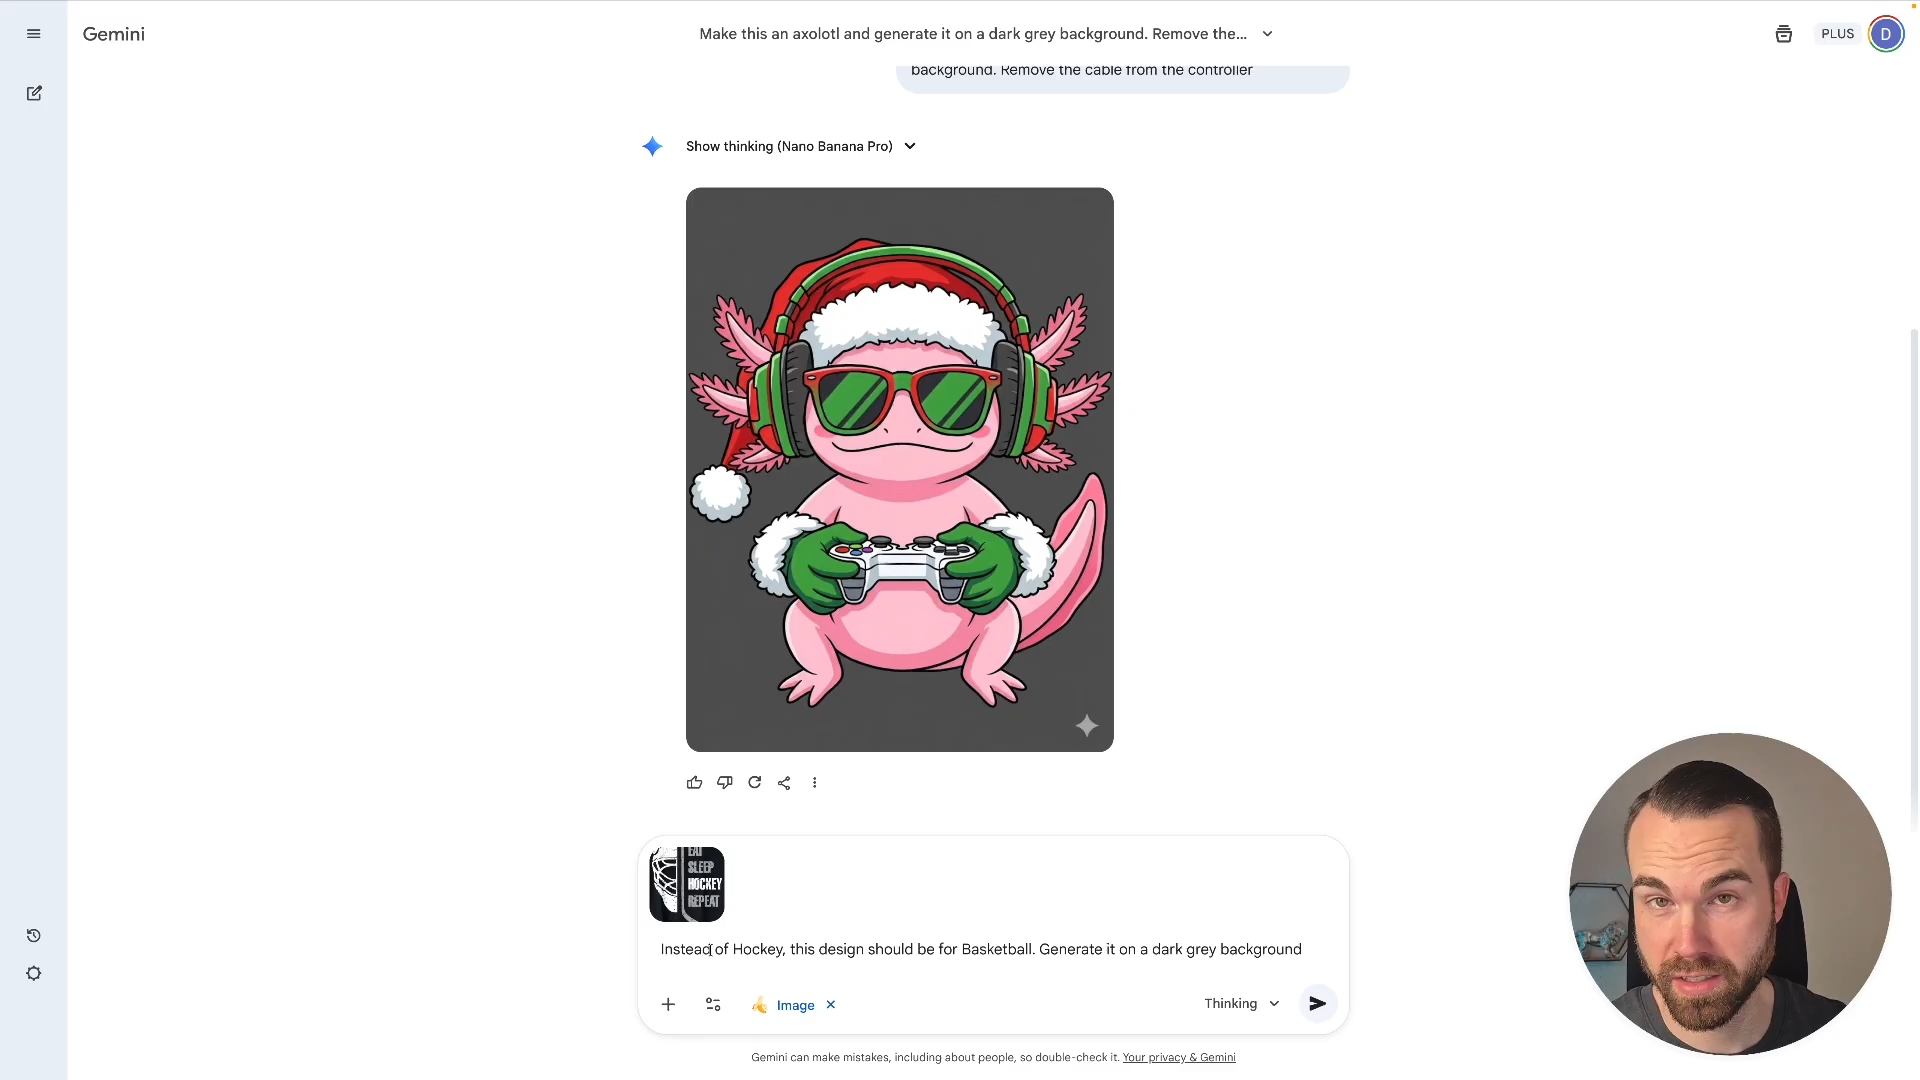 Gemini
Make this an axolotl and generate it on a dark grey background. Remove the...
PLUS
D
background. Remove the cable from the controller
Show thinking (Nano Banana Pro)
EAT
SLEEP
HOCKEY
REPEAT
Instead of Hockey, this design should be for Basketball. Generate it on a dark grey background
Image
Thinking
Gemini can make mistakes, including about people, so double-check it. Your privacy & Gemini